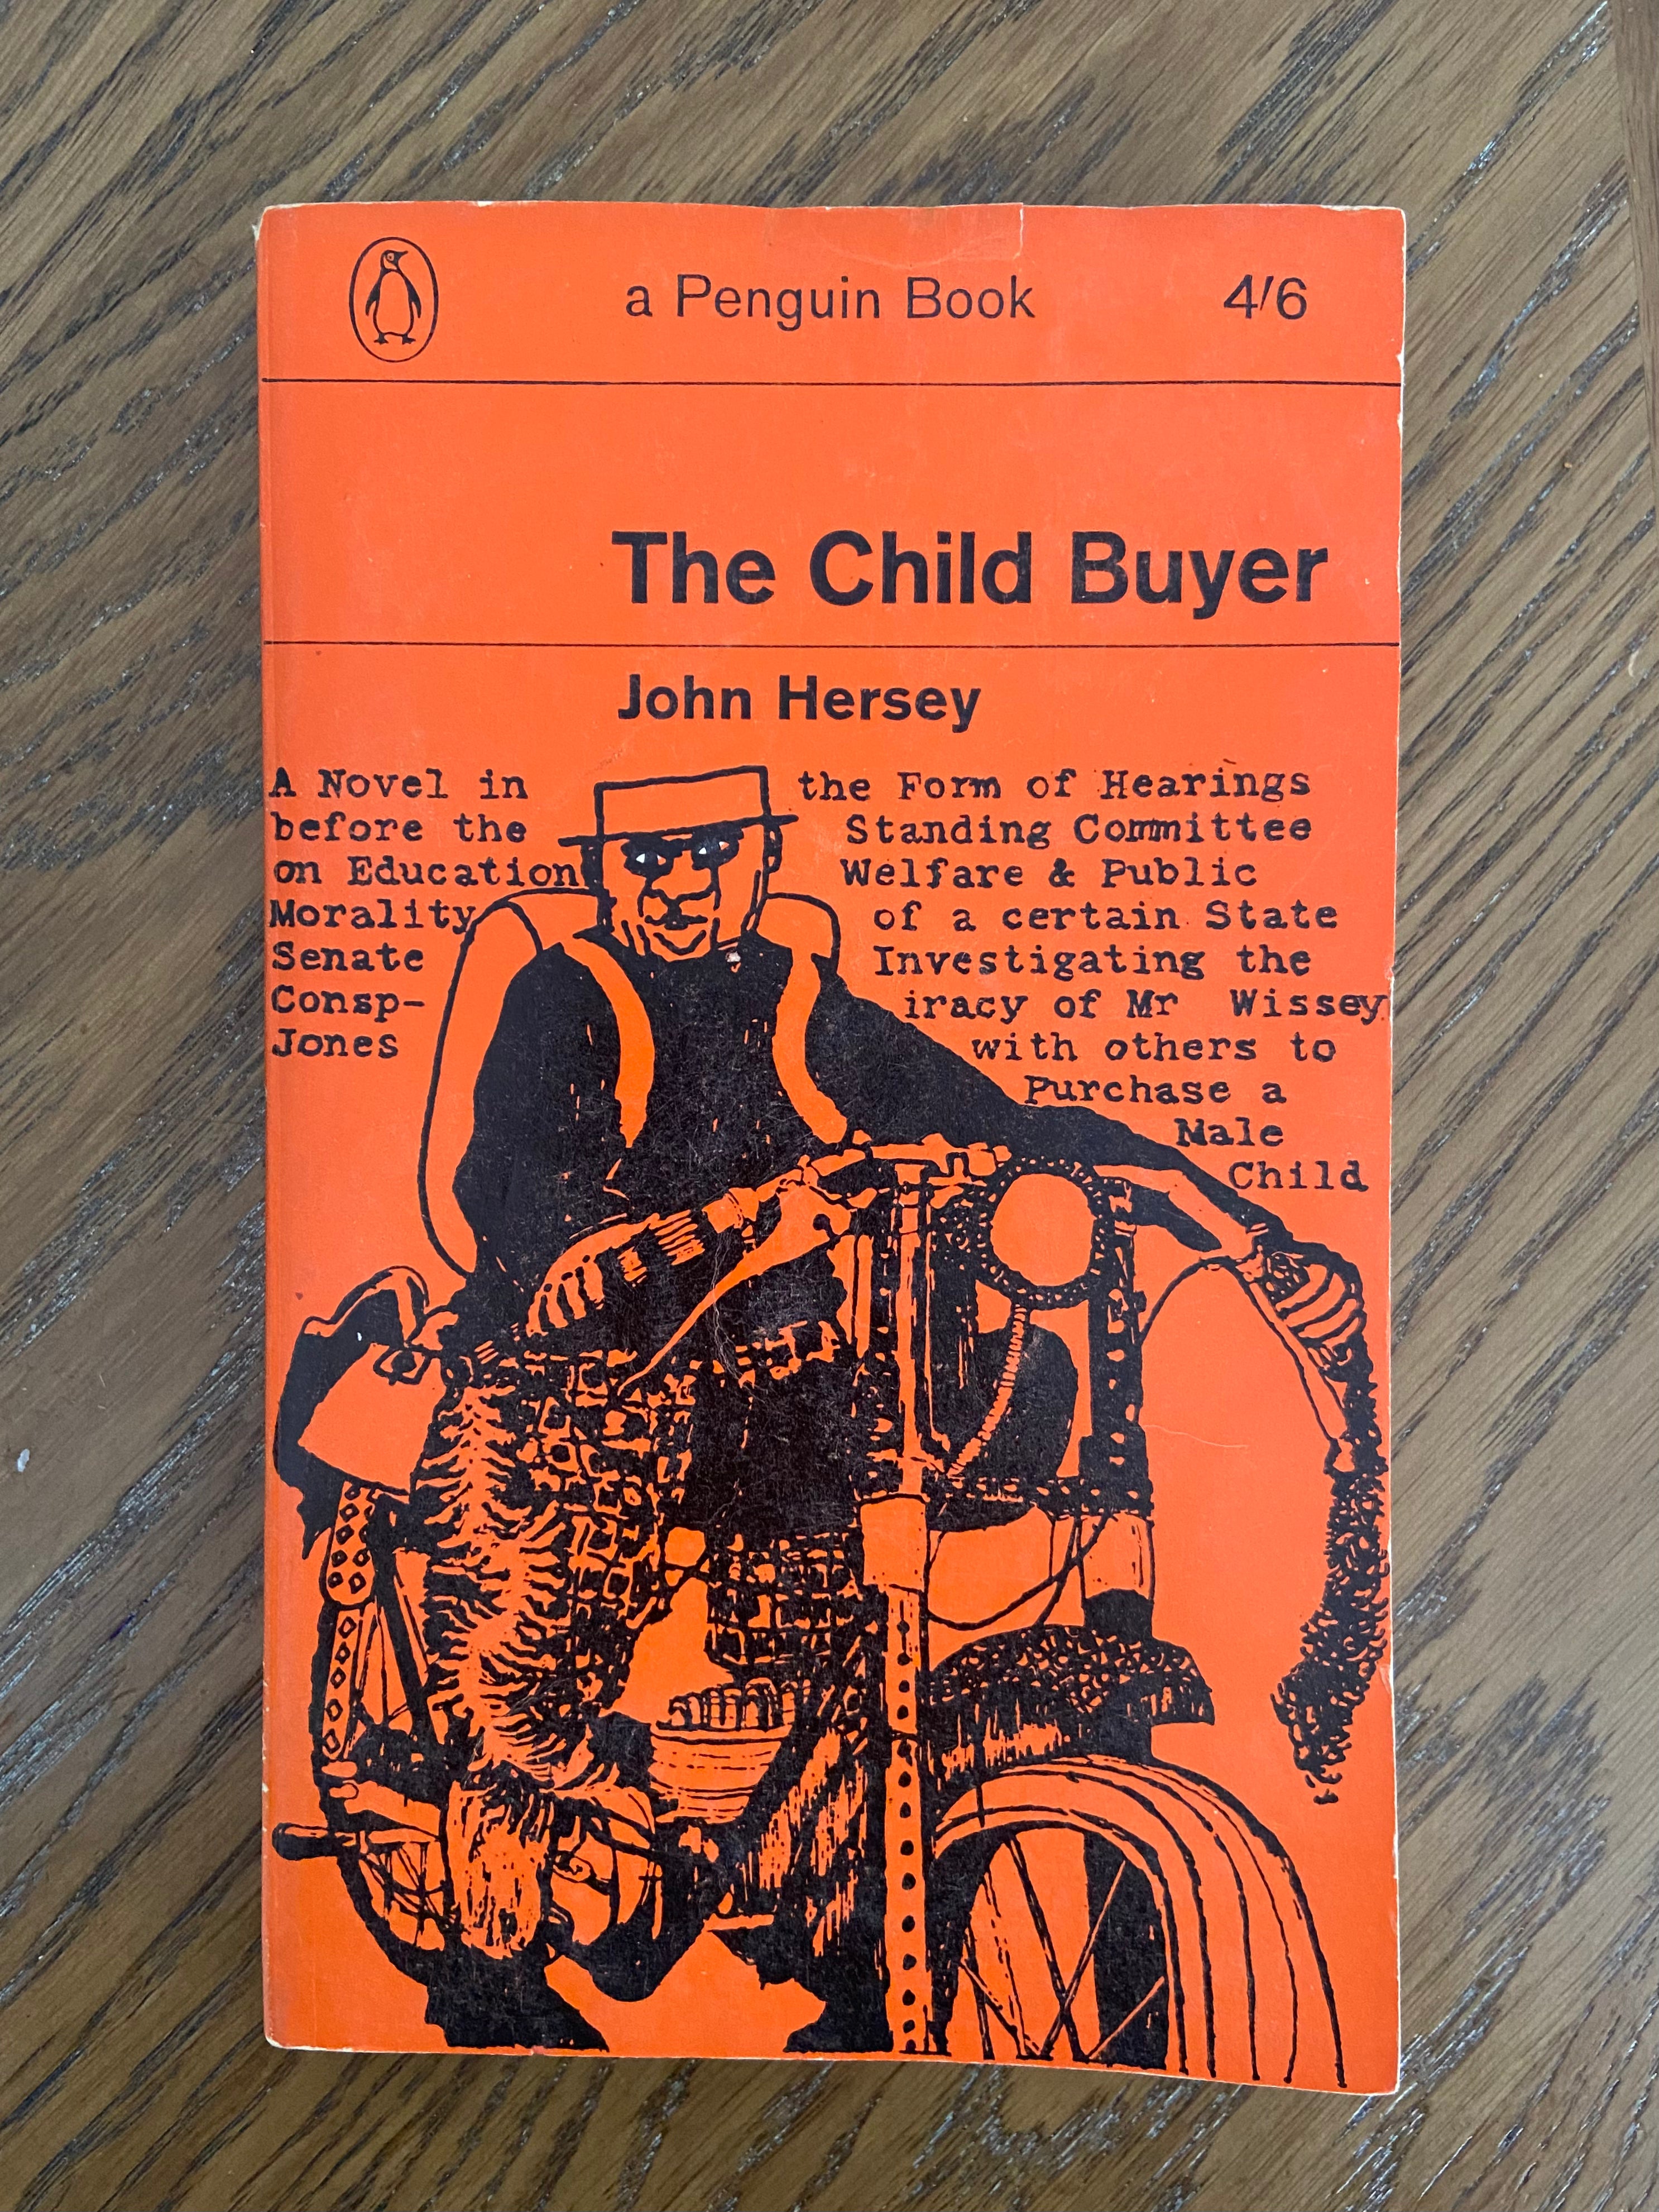 a Penguin Book 4/6
The Child Buyer
John Hersey
A Novel in the Form of Hearings
before the Standing Committee
on Education Welfare & Public
Morality of a certain State
Senate Investigating the
Consp- iracy of Mr Wissey
Jones with others to
Purchase a
Male
Child